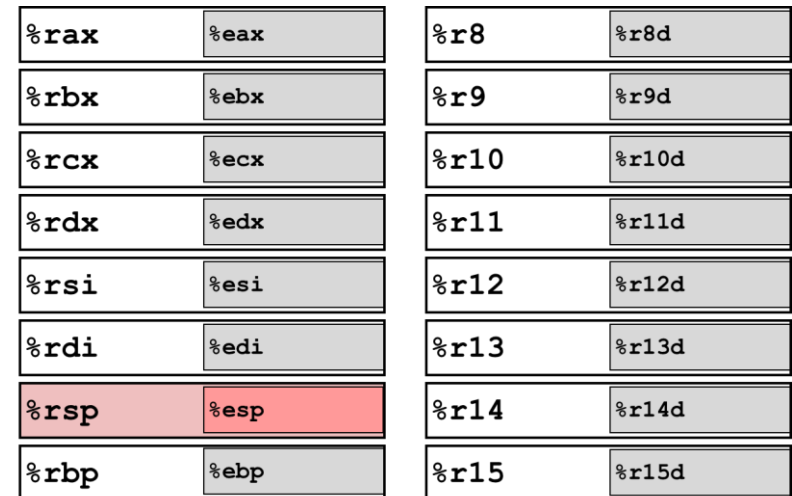 %rax %eax %r8 %r8d
%rbx %ebx %r9 %r9d
%rcx %ecx %r10 %r10d
%rdx %edx %r11 %r11d
%rsi %esi %r12 %r12d
%rdi %edi %r13 %r13d
%rsp %esp %r14 %r14d
%rbp %ebp %r15 %r15d